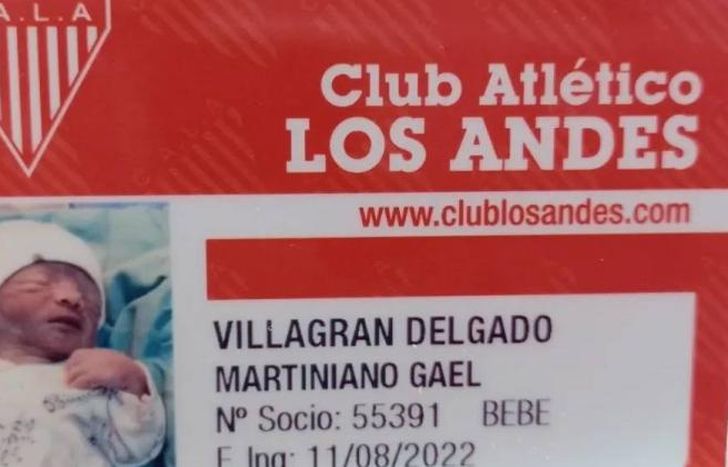 C.A.L.A
Club Atlético
LOS ANDES
www.clublosandes.com
VILLAGRAN DELGADO
MARTINIANO GAEL
Nº Socio: 55391 BEBE
F. Ing: 11/08/2022